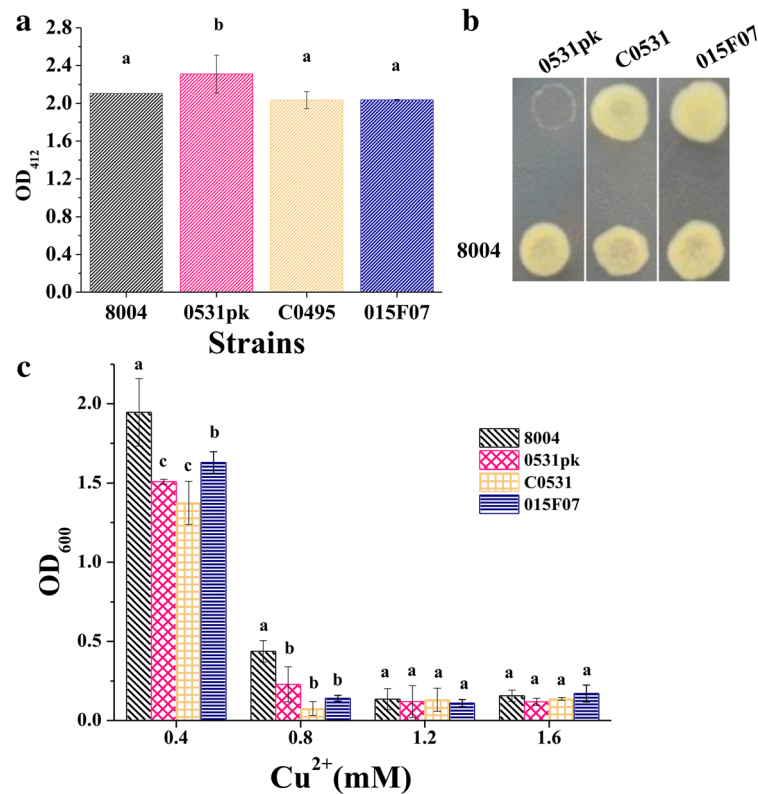 a
b
OD412
2.8
2.4
2.0
1.6
1.2
0.8
0.4
0.0
a b a a
8004 0531pk C0495 015F07
Strains
0531pk C0531 015F07
8004
c
OD600
2.0
1.5
1.0
0.5
0.0
a c c b
a b b b
a a a a
a a a a
8004
0531pk
C0531
015F07
0.4 0.8 1.2 1.6
Cu2+(mM)